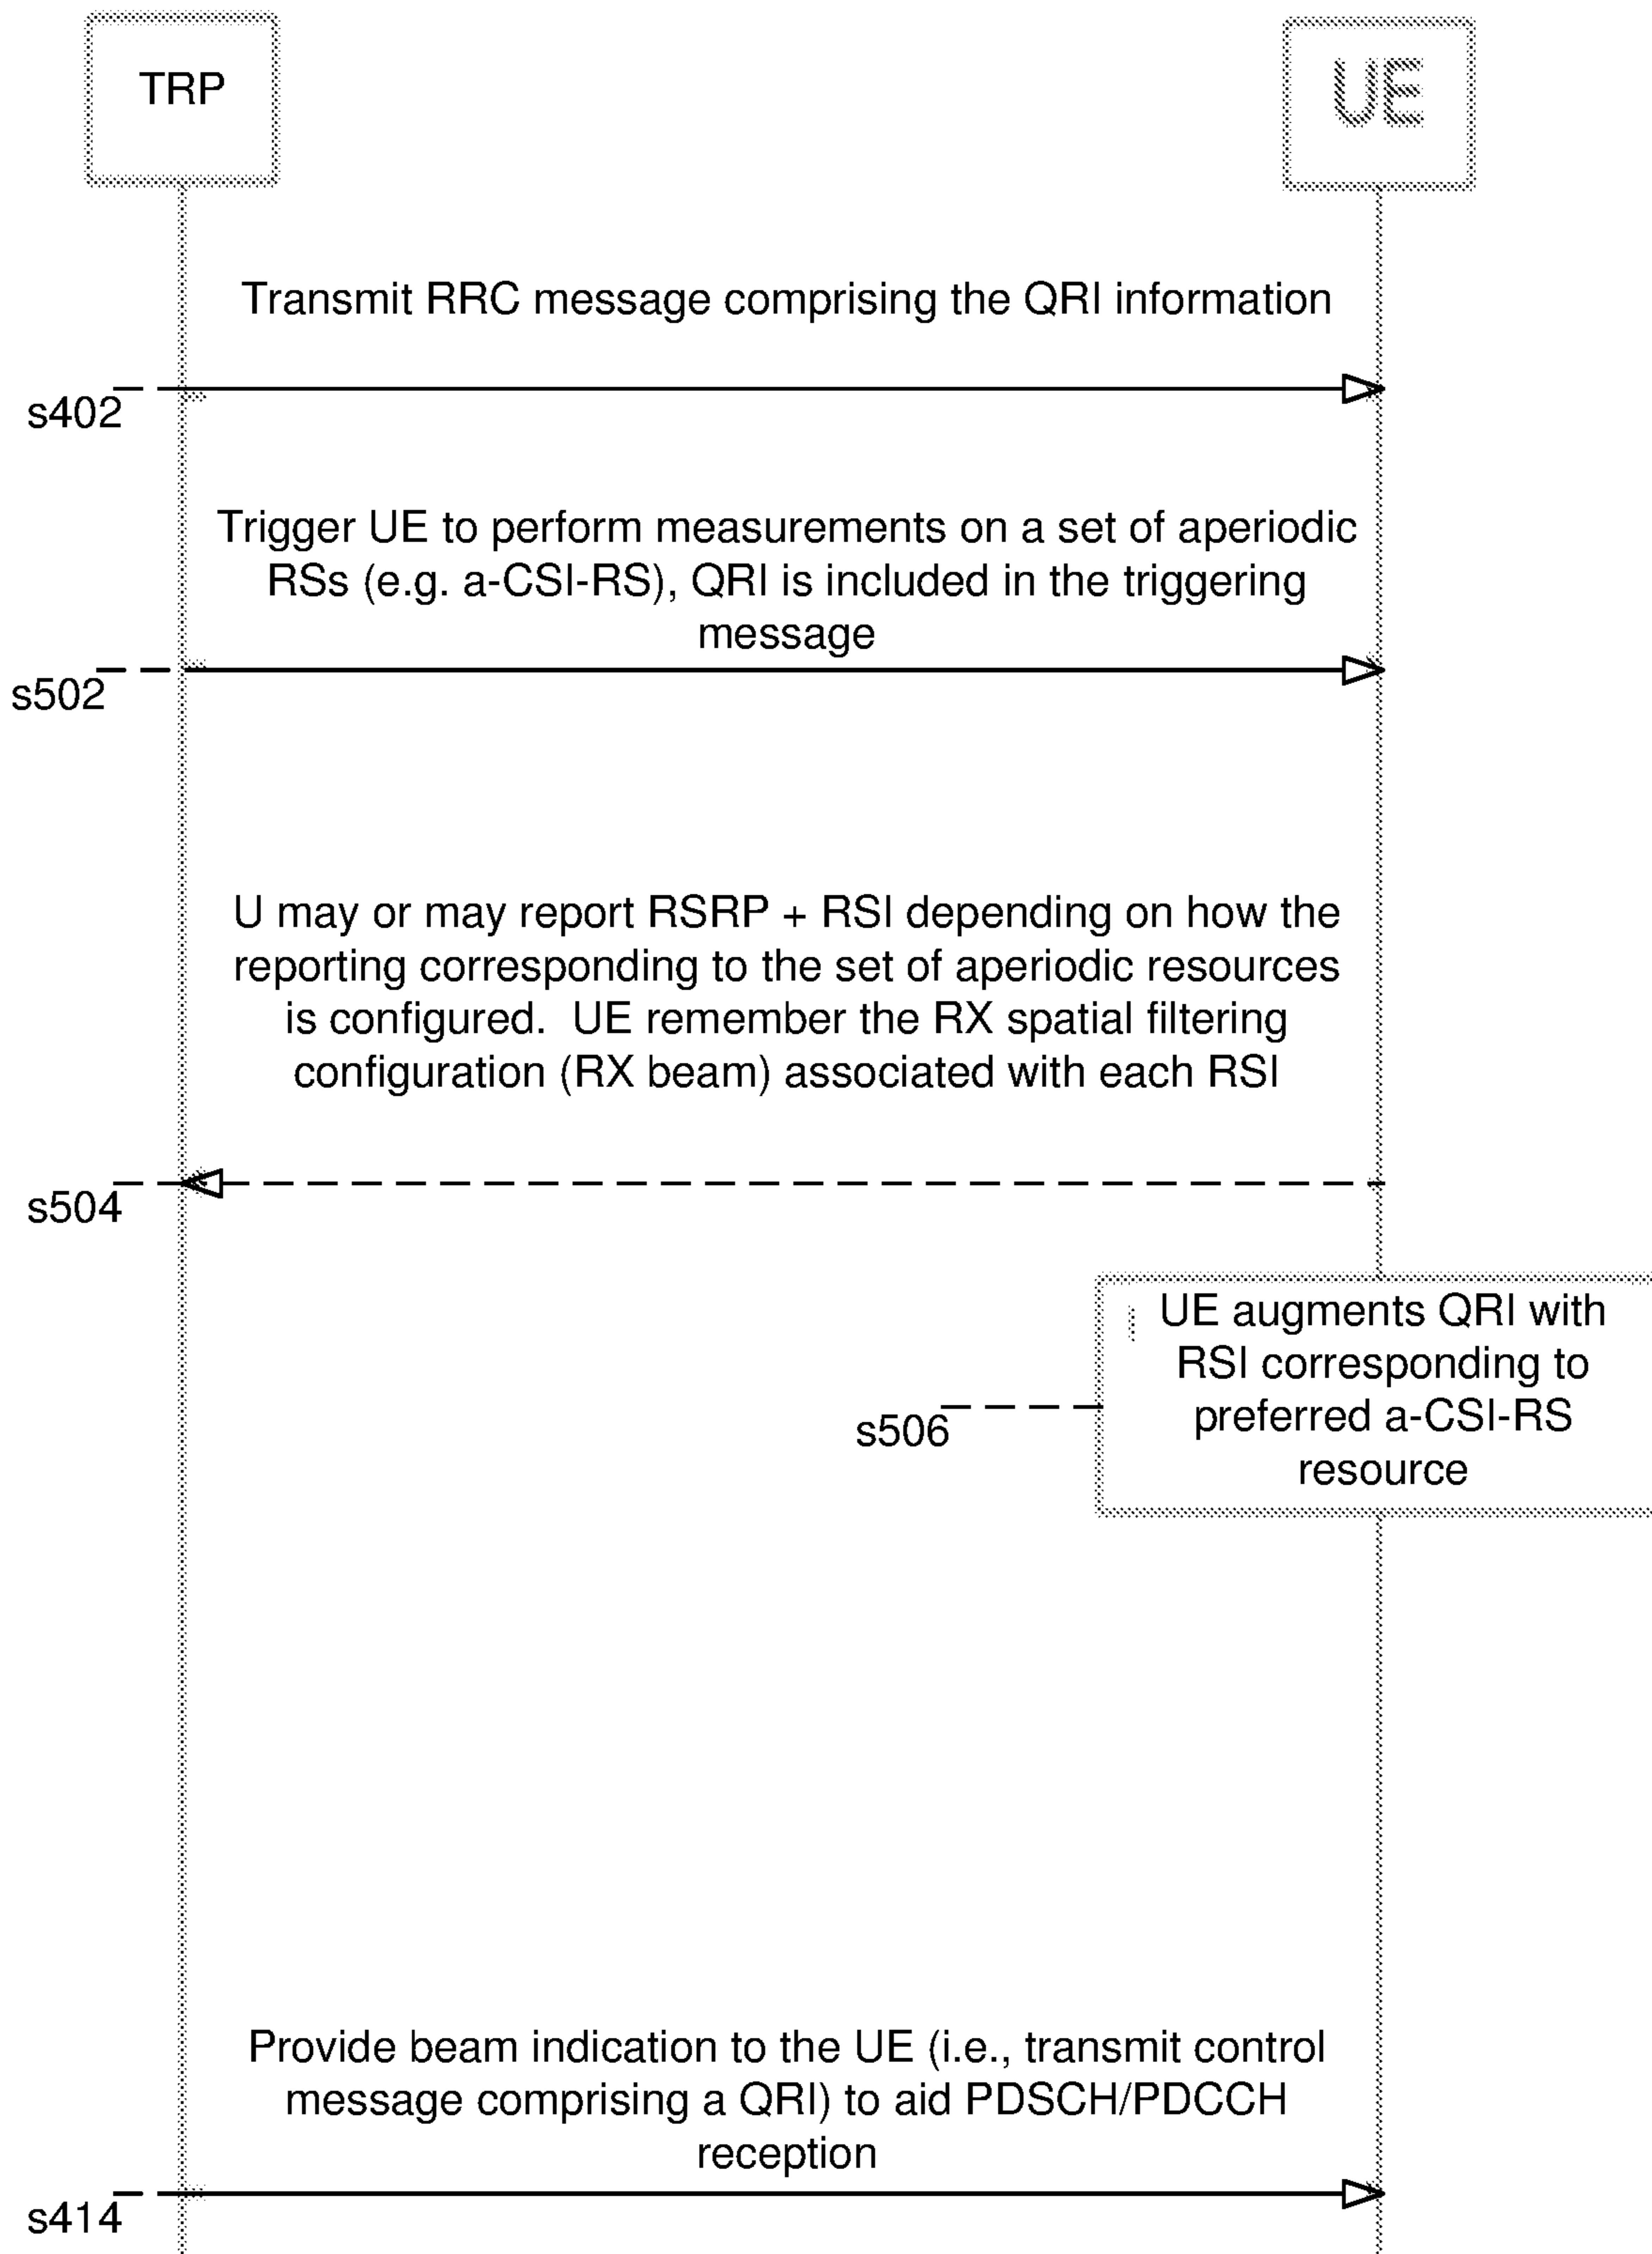 TRP
UE
Transmit RRC message comprising the QRI information
s402
Trigger UE to perform measurements on a set of aperiodic
RSs (e.g. a-CSI-RS), QRI is included in the triggering
message
s502
U may or may report RSRP + RSI depending on how the
reporting corresponding to the set of aperiodic resources
is configured.  UE remember the RX spatial filtering
configuration (RX beam) associated with each RSI
s504
UE augments QRI with
RSI corresponding to
preferred a-CSI-RS
resource
s506
Provide beam indication to the UE (i.e., transmit control
message comprising a QRI) to aid PDSCH/PDCCH
reception
s414